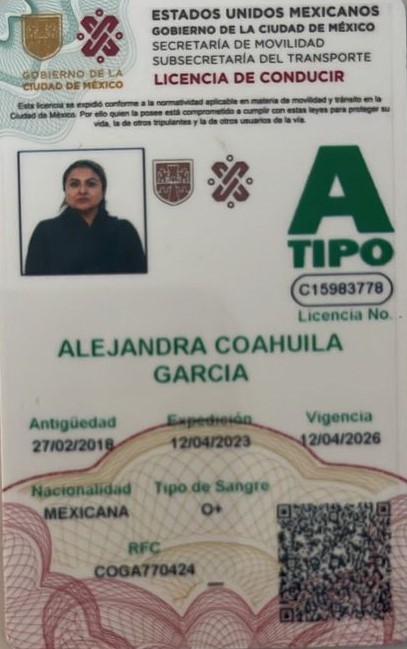 ESTADOS UNIDOS MEXICANOS
GOBIERNO DE LA CIUDAD DE MÉXICO
SECRETARÍA DE MOVILIDAD
SUBSECRETARÍA DEL TRANSPORTE
LICENCIA DE CONDUCIR
GOBIERNO DE LA
CIUDAD DE MÉXICO
Esta licencia se expidió conforme a la normatividad aplicable en materia de movilidad y tránsito en la
Ciudad de México. Por ello quien la posee está comprometido a cumplir con estas leyes para proteger su
vida, la de otros tripulantes y la de otros usuarios de la vía.
A
TIPO
C15983778
Licencia No.
ALEJANDRA COAHUILA
GARCIA
Antigüedad Expedición Vigencia
27/02/2018 12/04/2023 12/04/2026
Nacionalidad Tipo de Sangre
MEXICANA O+
RFC
COGA770424